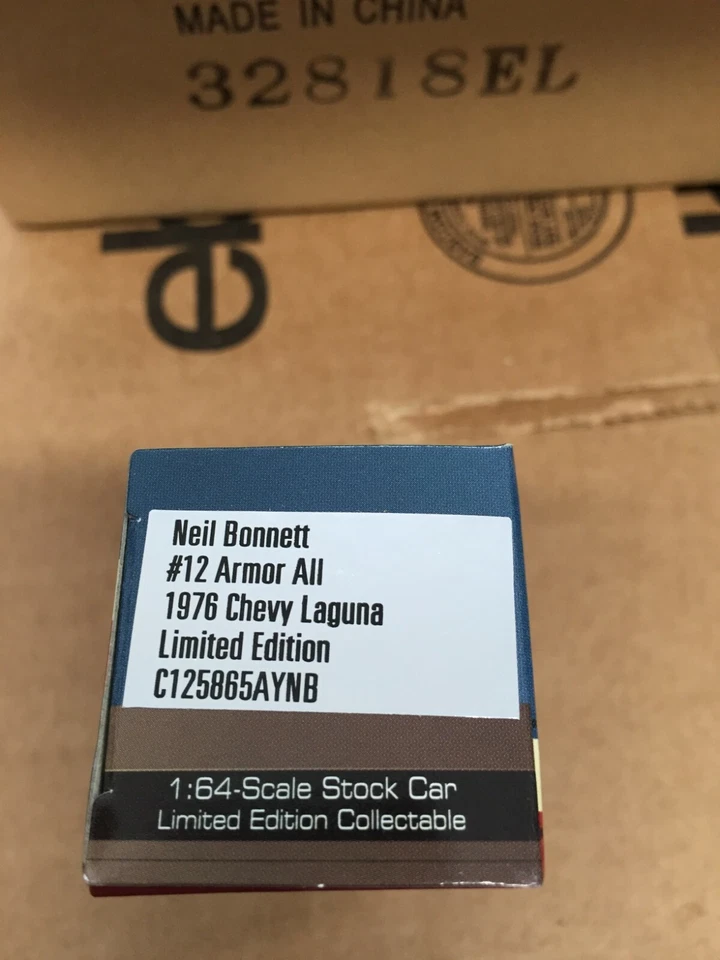 MADE IN CHINA
32818EL
Neil Bonnett
#12 Armor All
1976 Chevy Laguna
Limited Edition
C125865AYNB
1:64-Scale Stock Car
Limited Edition Collectable